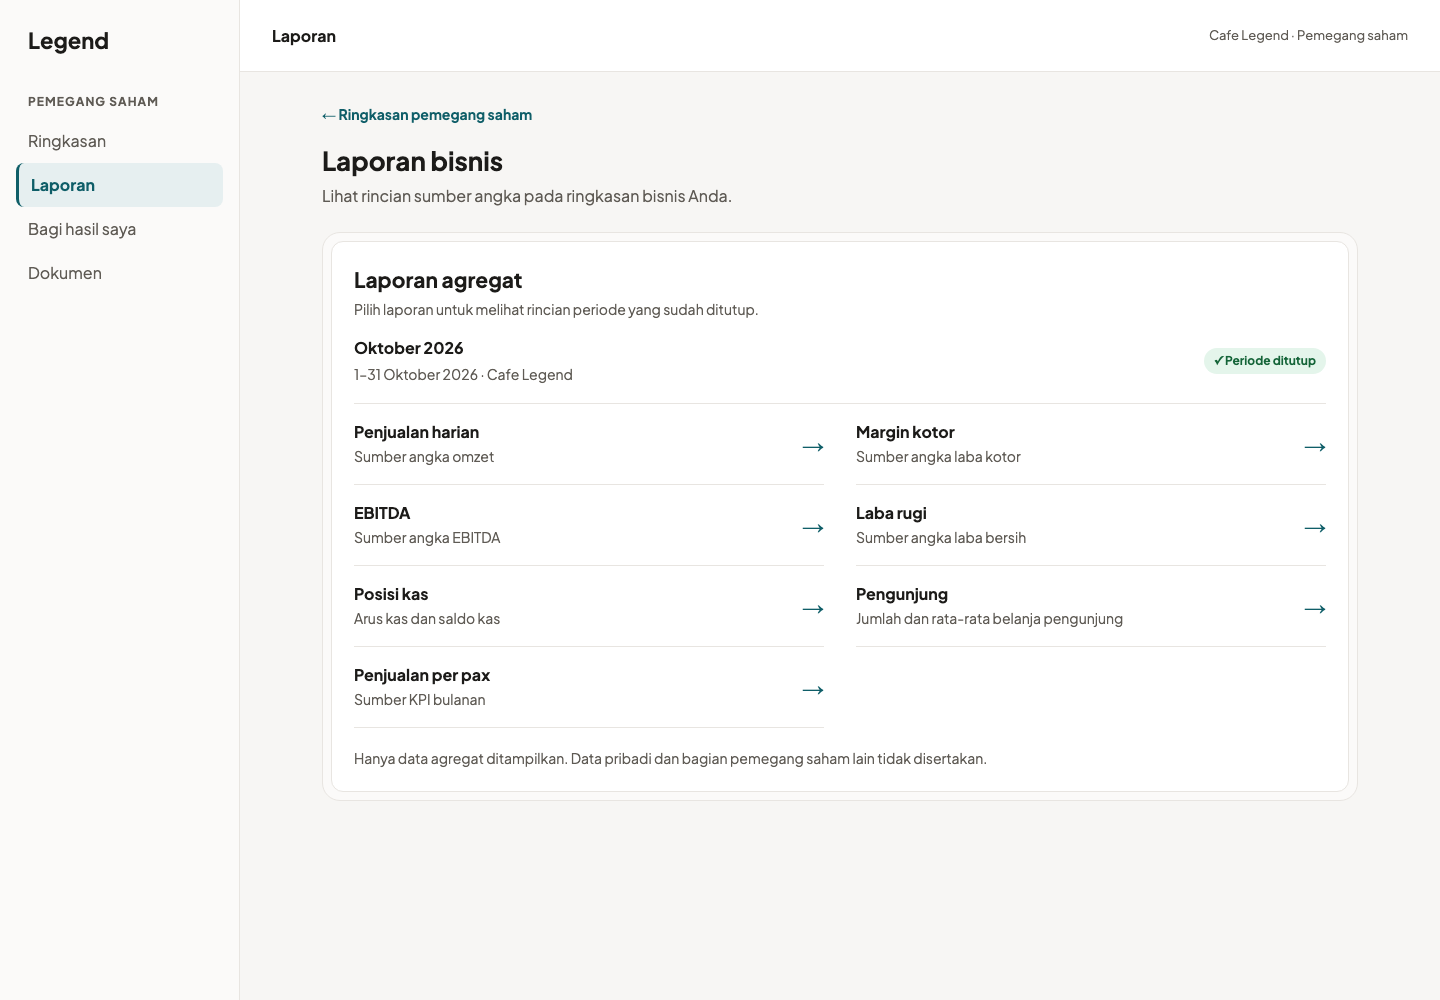 Legend
PEMEGANG SAHAM
Ringkasan
Laporan
Bagi hasil saya
Dokumen
Laporan
Cafe Legend · Pemegang saham
← Ringkasan pemegang saham
Laporan bisnis
Lihat rincian sumber angka pada ringkasan bisnis Anda.
Laporan agregat
Pilih laporan untuk melihat rincian periode yang sudah ditutup.
Oktober 2026
1–31 Oktober 2026 · Cafe Legend
✓ Periode ditutup
Penjualan harian
Sumber angka omzet
→
Margin kotor
Sumber angka laba kotor
→
EBITDA
Sumber angka EBITDA
→
Laba rugi
Sumber angka laba bersih
→
Posisi kas
Arus kas dan saldo kas
→
Pengunjung
Jumlah dan rata-rata belanja pengunjung
→
Penjualan per pax
Sumber KPI bulanan
→
Hanya data agregat ditampilkan. Data pribadi dan bagian pemegang saham lain tidak disertakan.